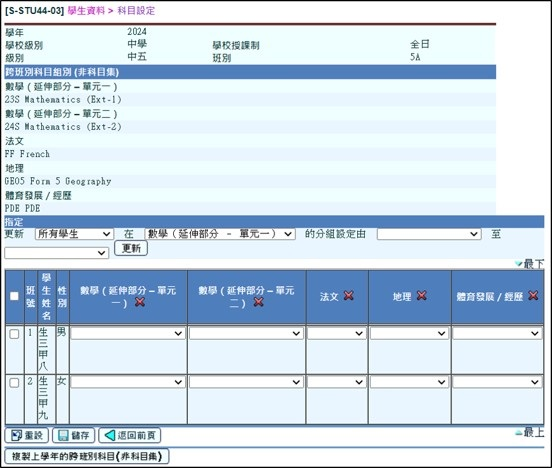 [S-STU44-03] 學生資料 > 科目設定
學年 2024
學校級別 中學 學校授課制 全日
級別 中五 班別 5A
跨班別科目組別 (非科目集)
數學 ( 延伸部分 – 單元一 )
23S Mathematics (Ext-1)
數學 ( 延伸部分 – 單元二 )
24S Mathematics (Ext-2)
法文
FF French
地理
GEO5 Form 5 Geography
體育發展 / 經歷
PDE PDE
指定
更新 所有學生 在 數學 ( 延伸部分 - 單元一 ) 的分組設定由 至
更新
最下
班號 學生姓名 性別 數學 ( 延伸部分 – 單元一 ) 數學 ( 延伸部分 – 單元二 ) 法文 地理 體育發展 / 經歷
1 生三甲八 男
2 生三甲九 女
重設 儲存 返回前頁 最上
複製上學年的跨班別科目(非科目集)